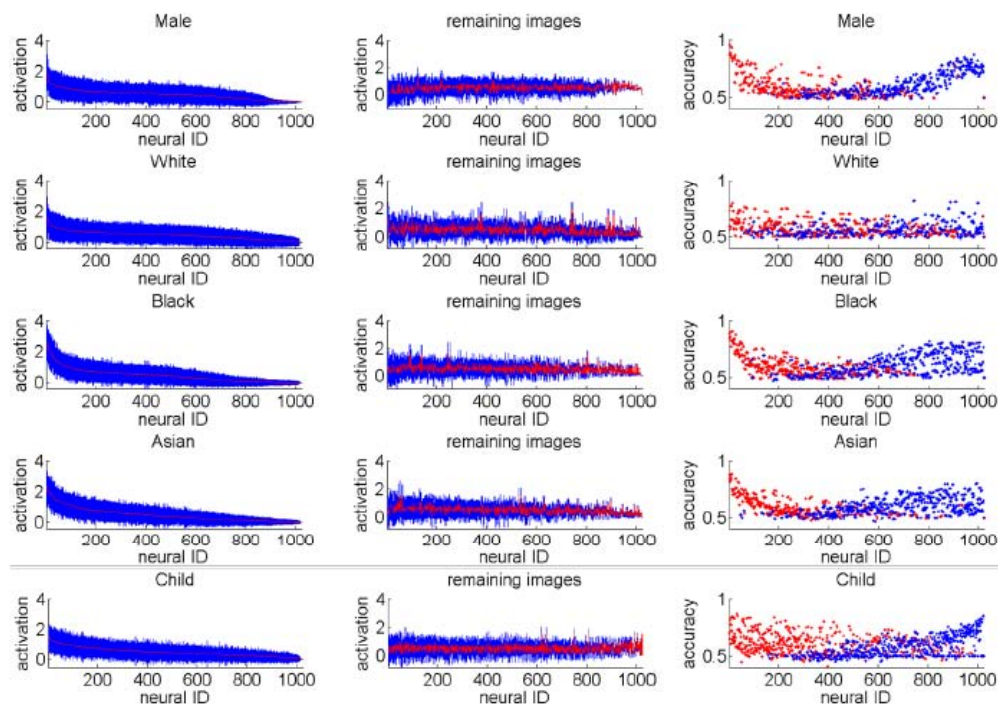 Male remaining images Male
activation 4 2 0 200 400 600 800 1000 neural ID
activation 4 2 0 200 400 600 800 1000 neural ID
accuracy 1 0.5 200 400 600 800 1000 neural ID
White remaining images White
activation 4 2 0 200 400 600 800 1000 neural ID
activation 4 2 0 200 400 600 800 1000 neural ID
accuracy 1 0.5 200 400 600 800 1000 neural ID
Black remaining images Black
activation 4 2 0 200 400 600 800 1000 neural ID
activation 4 2 0 200 400 600 800 1000 neural ID
accuracy 1 0.5 200 400 600 800 1000 neural ID
Asian remaining images Asian
activation 4 2 0 200 400 600 800 1000 neural ID
activation 4 2 0 200 400 600 800 1000 neural ID
accuracy 1 0.5 200 400 600 800 1000 neural ID
Child remaining images Child
activation 4 2 0 200 400 600 800 1000 neural ID
activation 4 2 0 200 400 600 800 1000 neural ID
accuracy 1 0.5 200 400 600 800 1000 neural ID